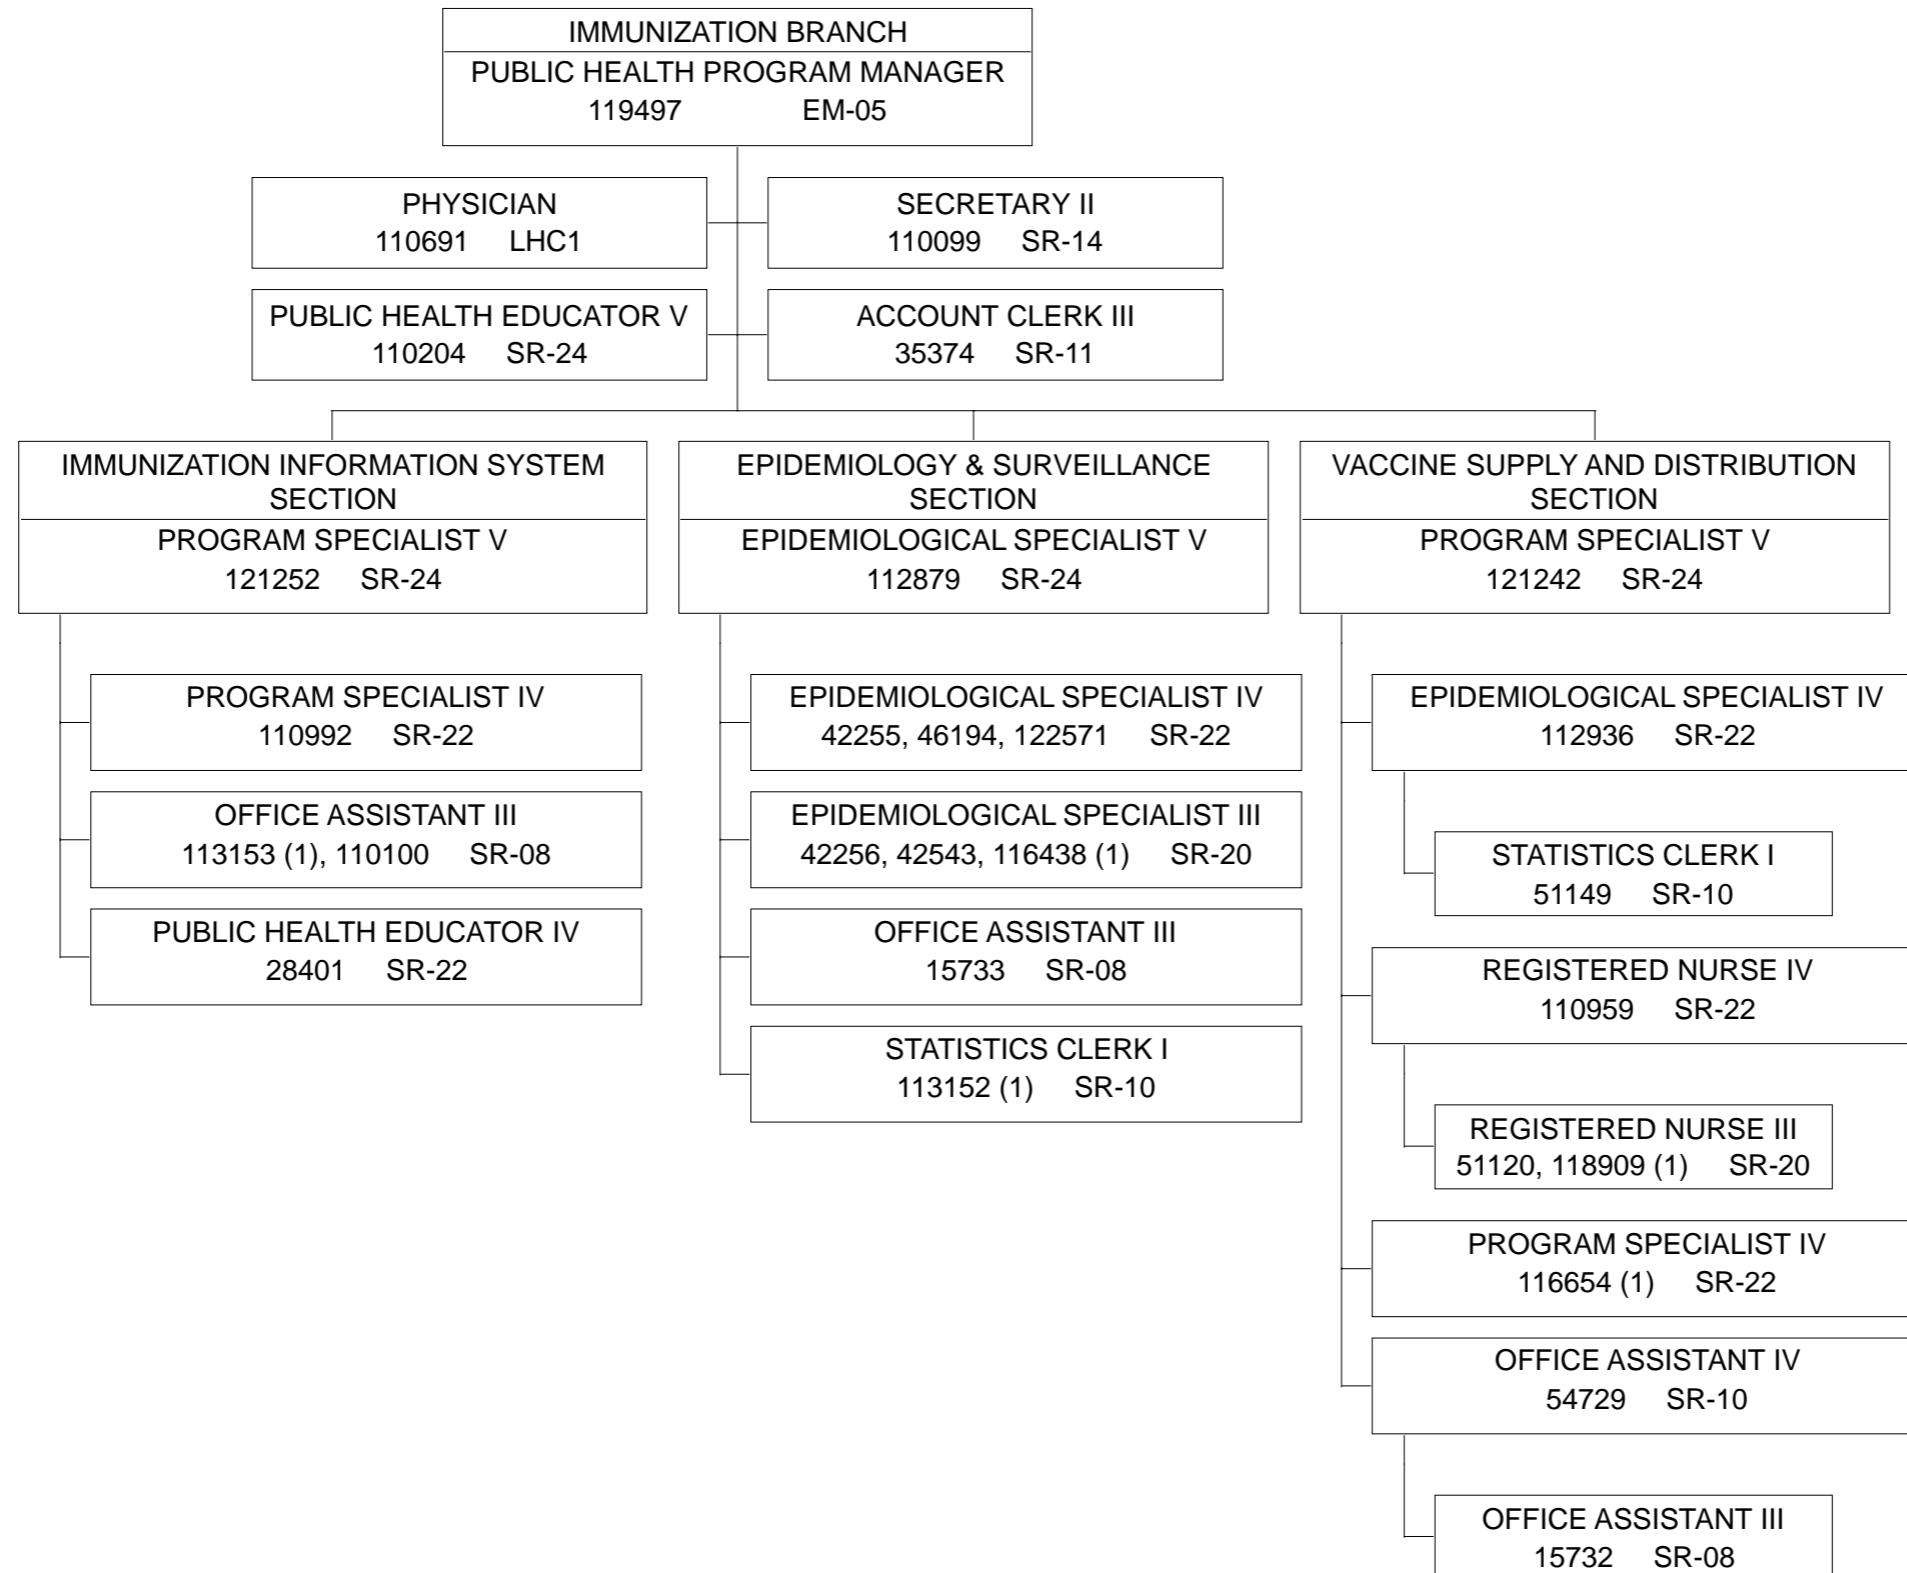 IMMUNIZATION BRANCH
PUBLIC HEALTH PROGRAM MANAGER
119497 EM-05
PHYSICIAN
110691 LHC1
SECRETARY II
110099 SR-14
PUBLIC HEALTH EDUCATOR V
110204 SR-24
ACCOUNT CLERK III
35374 SR-11
IMMUNIZATION INFORMATION SYSTEM
SECTION
PROGRAM SPECIALIST V
121252 SR-24
PROGRAM SPECIALIST IV
110992 SR-22
OFFICE ASSISTANT III
113153 (1), 110100 SR-08
PUBLIC HEALTH EDUCATOR IV
28401 SR-22
EPIDEMIOLOGY & SURVEILLANCE
SECTION
EPIDEMIOLOGICAL SPECIALIST V
112879 SR-24
EPIDEMIOLOGICAL SPECIALIST IV
42255, 46194, 122571 SR-22
EPIDEMIOLOGICAL SPECIALIST III
42256, 42543, 116438 (1) SR-20
OFFICE ASSISTANT III
15733 SR-08
STATISTICS CLERK I
113152 (1) SR-10
VACCINE SUPPLY AND DISTRIBUTION
SECTION
PROGRAM SPECIALIST V
121242 SR-24
EPIDEMIOLOGICAL SPECIALIST IV
112936 SR-22
STATISTICS CLERK I
51149 SR-10
REGISTERED NURSE IV
110959 SR-22
REGISTERED NURSE III
51120, 118909 (1) SR-20
PROGRAM SPECIALIST IV
116654 (1) SR-22
OFFICE ASSISTANT IV
54729 SR-10
OFFICE ASSISTANT III
15732 SR-08